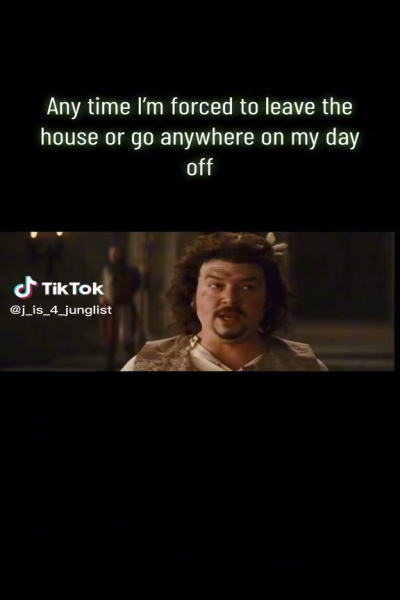 Any time I'm forced to leave the
house or go anywhere on my day
off
TikTok
@j_is_4_junglist